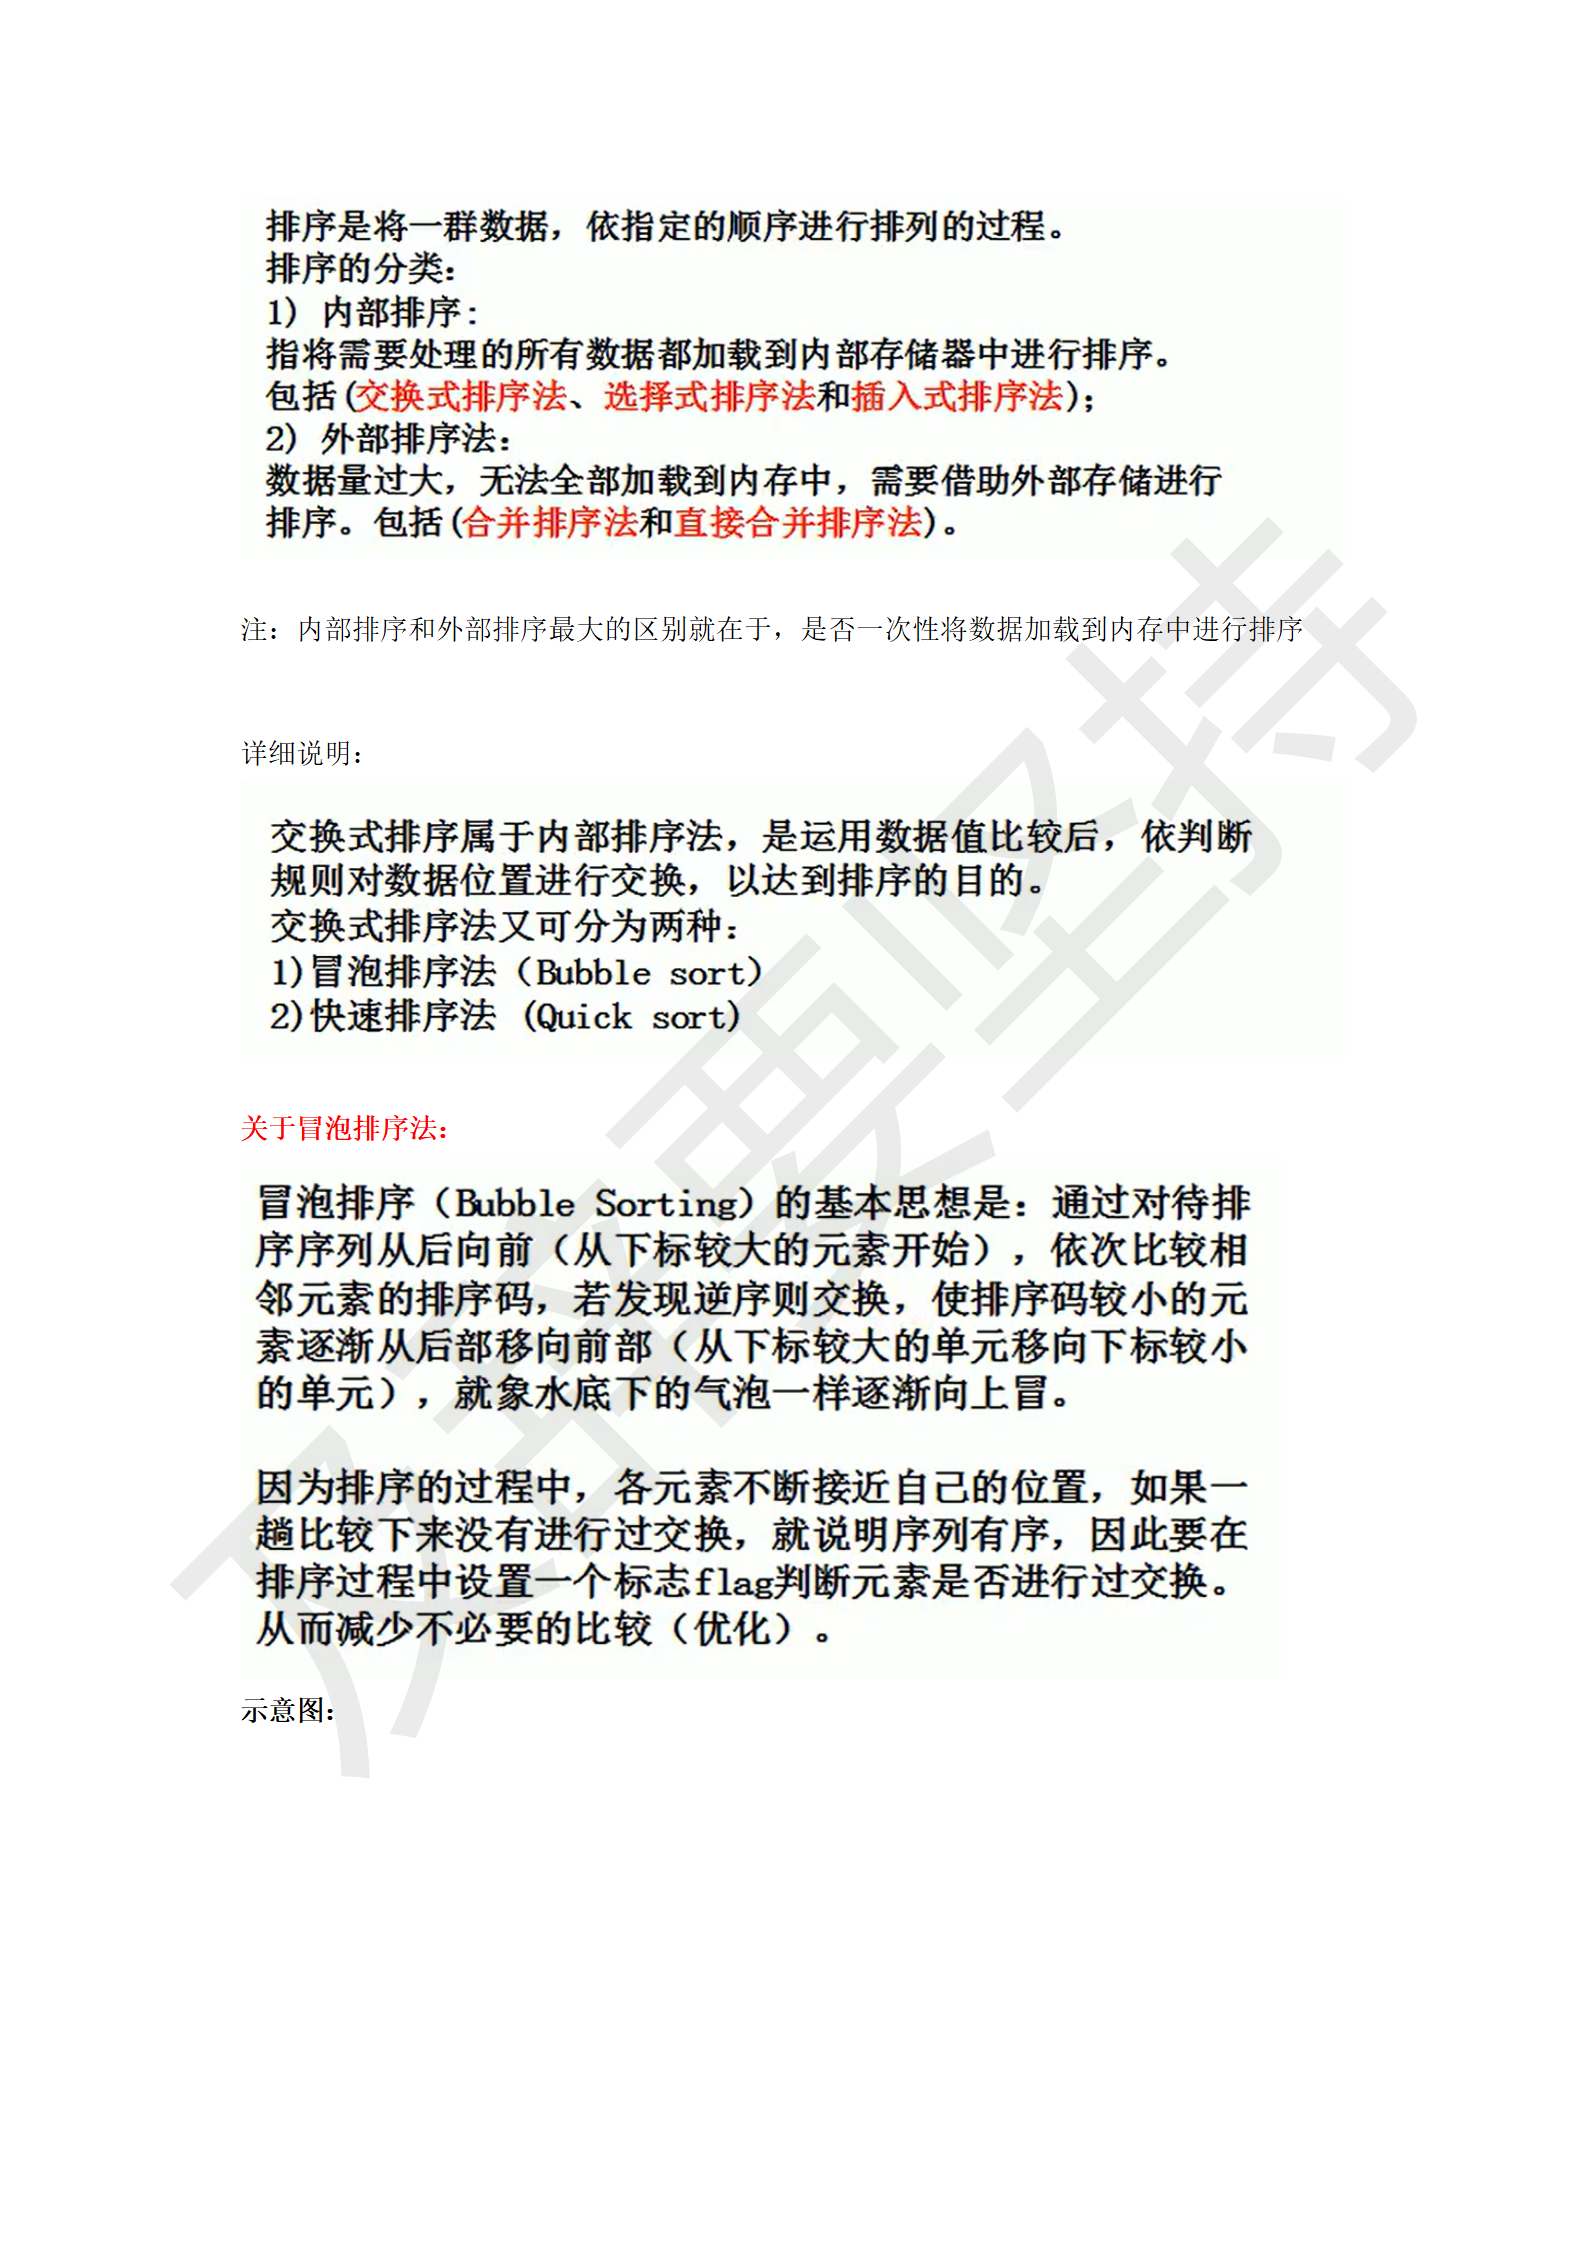 排序是将一群数据，依指定的顺序进行排列的过程。
排序的分类：
1) 内部排序:
指将需要处理的所有数据都加载到内部存储器中进行排序。
包括(交换式排序法、选择式排序法和插入式排序法)；
2) 外部排序法：
数据量过大，无法全部加载到内存中，需要借助外部存储进行
排序。包括(合并排序法和直接合并排序法)。
注：内部排序和外部排序最大的区别就在于，是否一次性将数据加载到内存中进行排序
详细说明：
交换式排序属于内部排序法，是运用数据值比较后，依判断
规则对数据位置进行交换，以达到排序的目的。
交换式排序法又可分为两种：
1)冒泡排序法（Bubble sort）
2)快速排序法 (Quick sort)
关于冒泡排序法：
冒泡排序（Bubble Sorting）的基本思想是：通过对待排
序序列从后向前（从下标较大的元素开始），依次比较相
邻元素的排序码，若发现逆序则交换，使排序码较小的元
素逐渐从后部移向前部（从下标较大的单元移向下标较小
的单元），就象水底下的气泡一样逐渐向上冒。
因为排序的过程中，各元素不断接近自己的位置，如果一
趟比较下来没有进行过交换，就说明序列有序，因此要在
排序过程中设置一个标志flag判断元素是否进行过交换。
从而减少不必要的比较（优化）。
示意图：